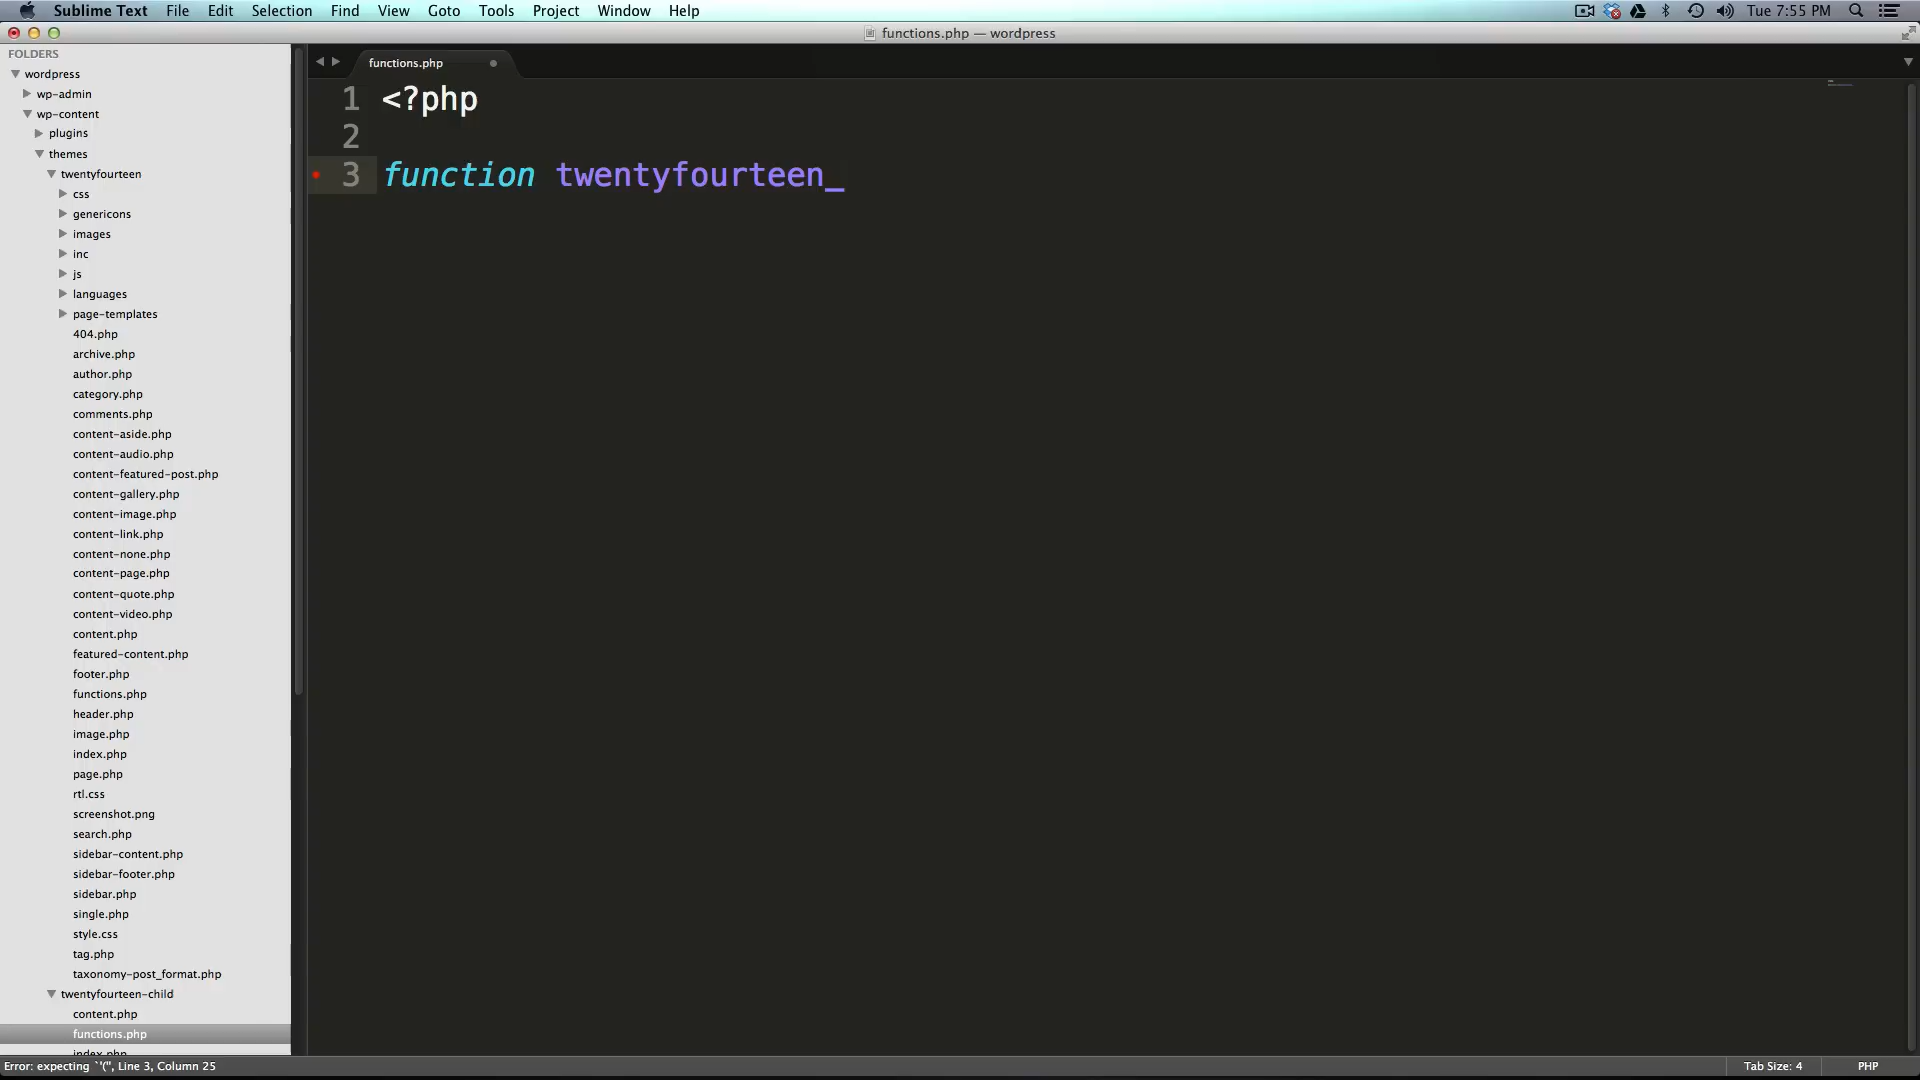 Sublime Text File Edit Selection Find View Goto Tools Project Window Help Tue 7:55 PM
functions.php — wordpress
FOLDERS
wordpress
wp-admin
wp-content
plugins
themes
twentyfourteen
css
genericons
images
inc
js
languages
page-templates
404.php
archive.php
author.php
category.php
comments.php
content-aside.php
content-audio.php
content-featured-post.php
content-gallery.php
content-image.php
content-link.php
content-none.php
content-page.php
content-quote.php
content-video.php
content.php
featured-content.php
footer.php
functions.php
header.php
image.php
index.php
page.php
rtl.css
screenshot.png
search.php
sidebar-content.php
sidebar-footer.php
sidebar.php
single.php
style.css
tag.php
taxonomy-post_format.php
twentyfourteen-child
content.php
functions.php
index.php
functions.php
1 <?php
2
3 function twentyfourteen_
Error: expecting `'(", Line 3, Column 25 Tab Size: 4 PHP